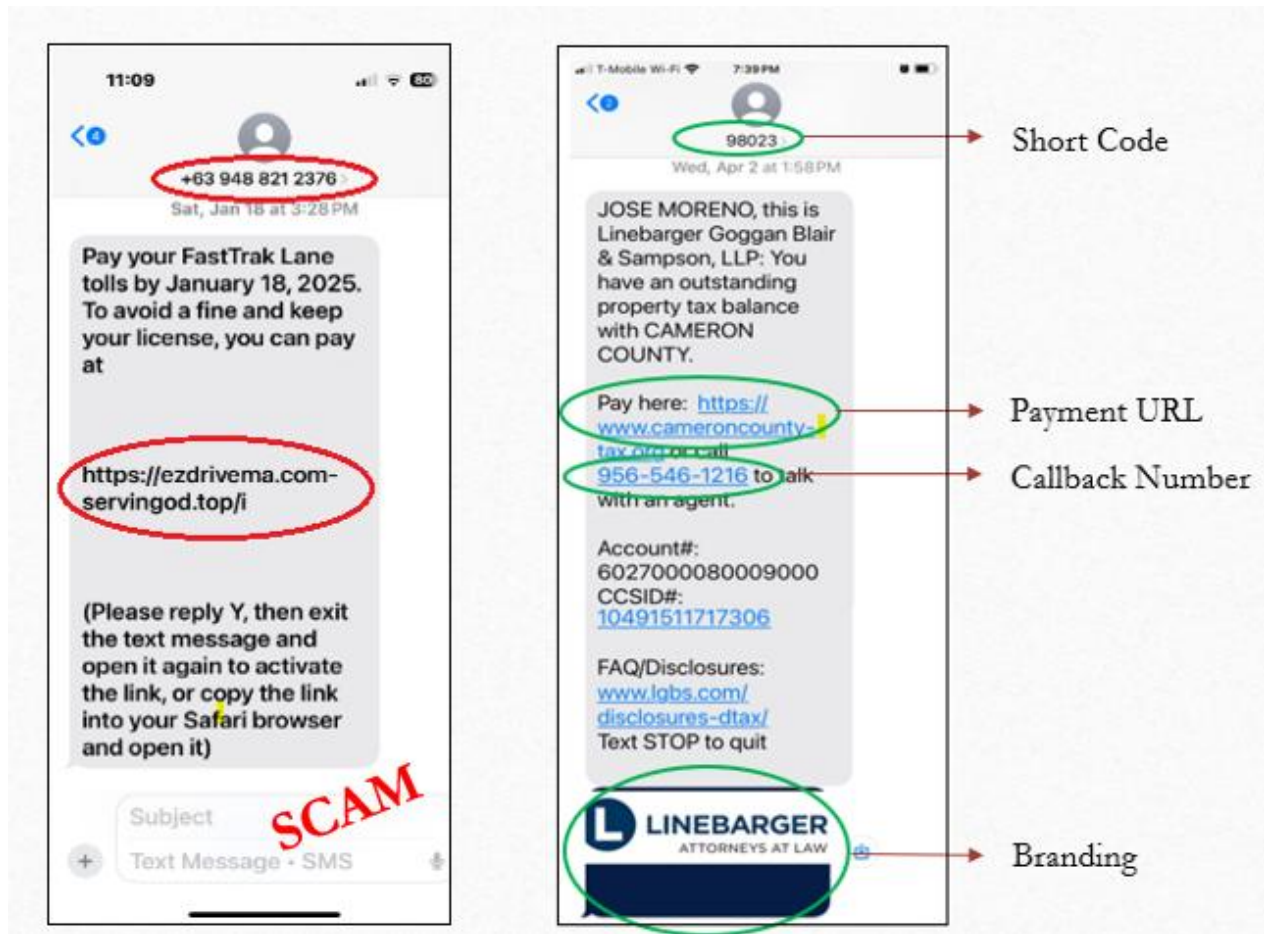 11:09
80
4
+63 948 821 2376
Sat, Jan 18 at 3:28 PM
Pay your FastTrak Lane
tolls by January 18, 2025.
To avoid a fine and keep
your license, you can pay
at
https://ezdrivema.com-
servingod.top/i
(Please reply Y, then exit
the text message and
open it again to activate
the link, or copy the link
into your Safari browser
and open it)
SCAM
Subject
Text Message • SMS
T-Mobile Wi-Fi 7:39 PM
2
98023
Wed, Apr 2 at 1:58 PM
JOSE MORENO, this is
Linebarger Goggan Blair
& Sampson, LLP: You
have an outstanding
property tax balance
with CAMERON
COUNTY.
Pay here: https://
www.cameroncounty-
tax.org or call
956-546-1216 to talk
with an agent.
Account#:
6027000080009000
CCSID#:
10491511717306
FAQ/Disclosures:
www.lgbs.com/
disclosures-dtax/
Text STOP to quit
L LINEBARGER
ATTORNEYS AT LAW
Short Code
Payment URL
Callback Number
Branding